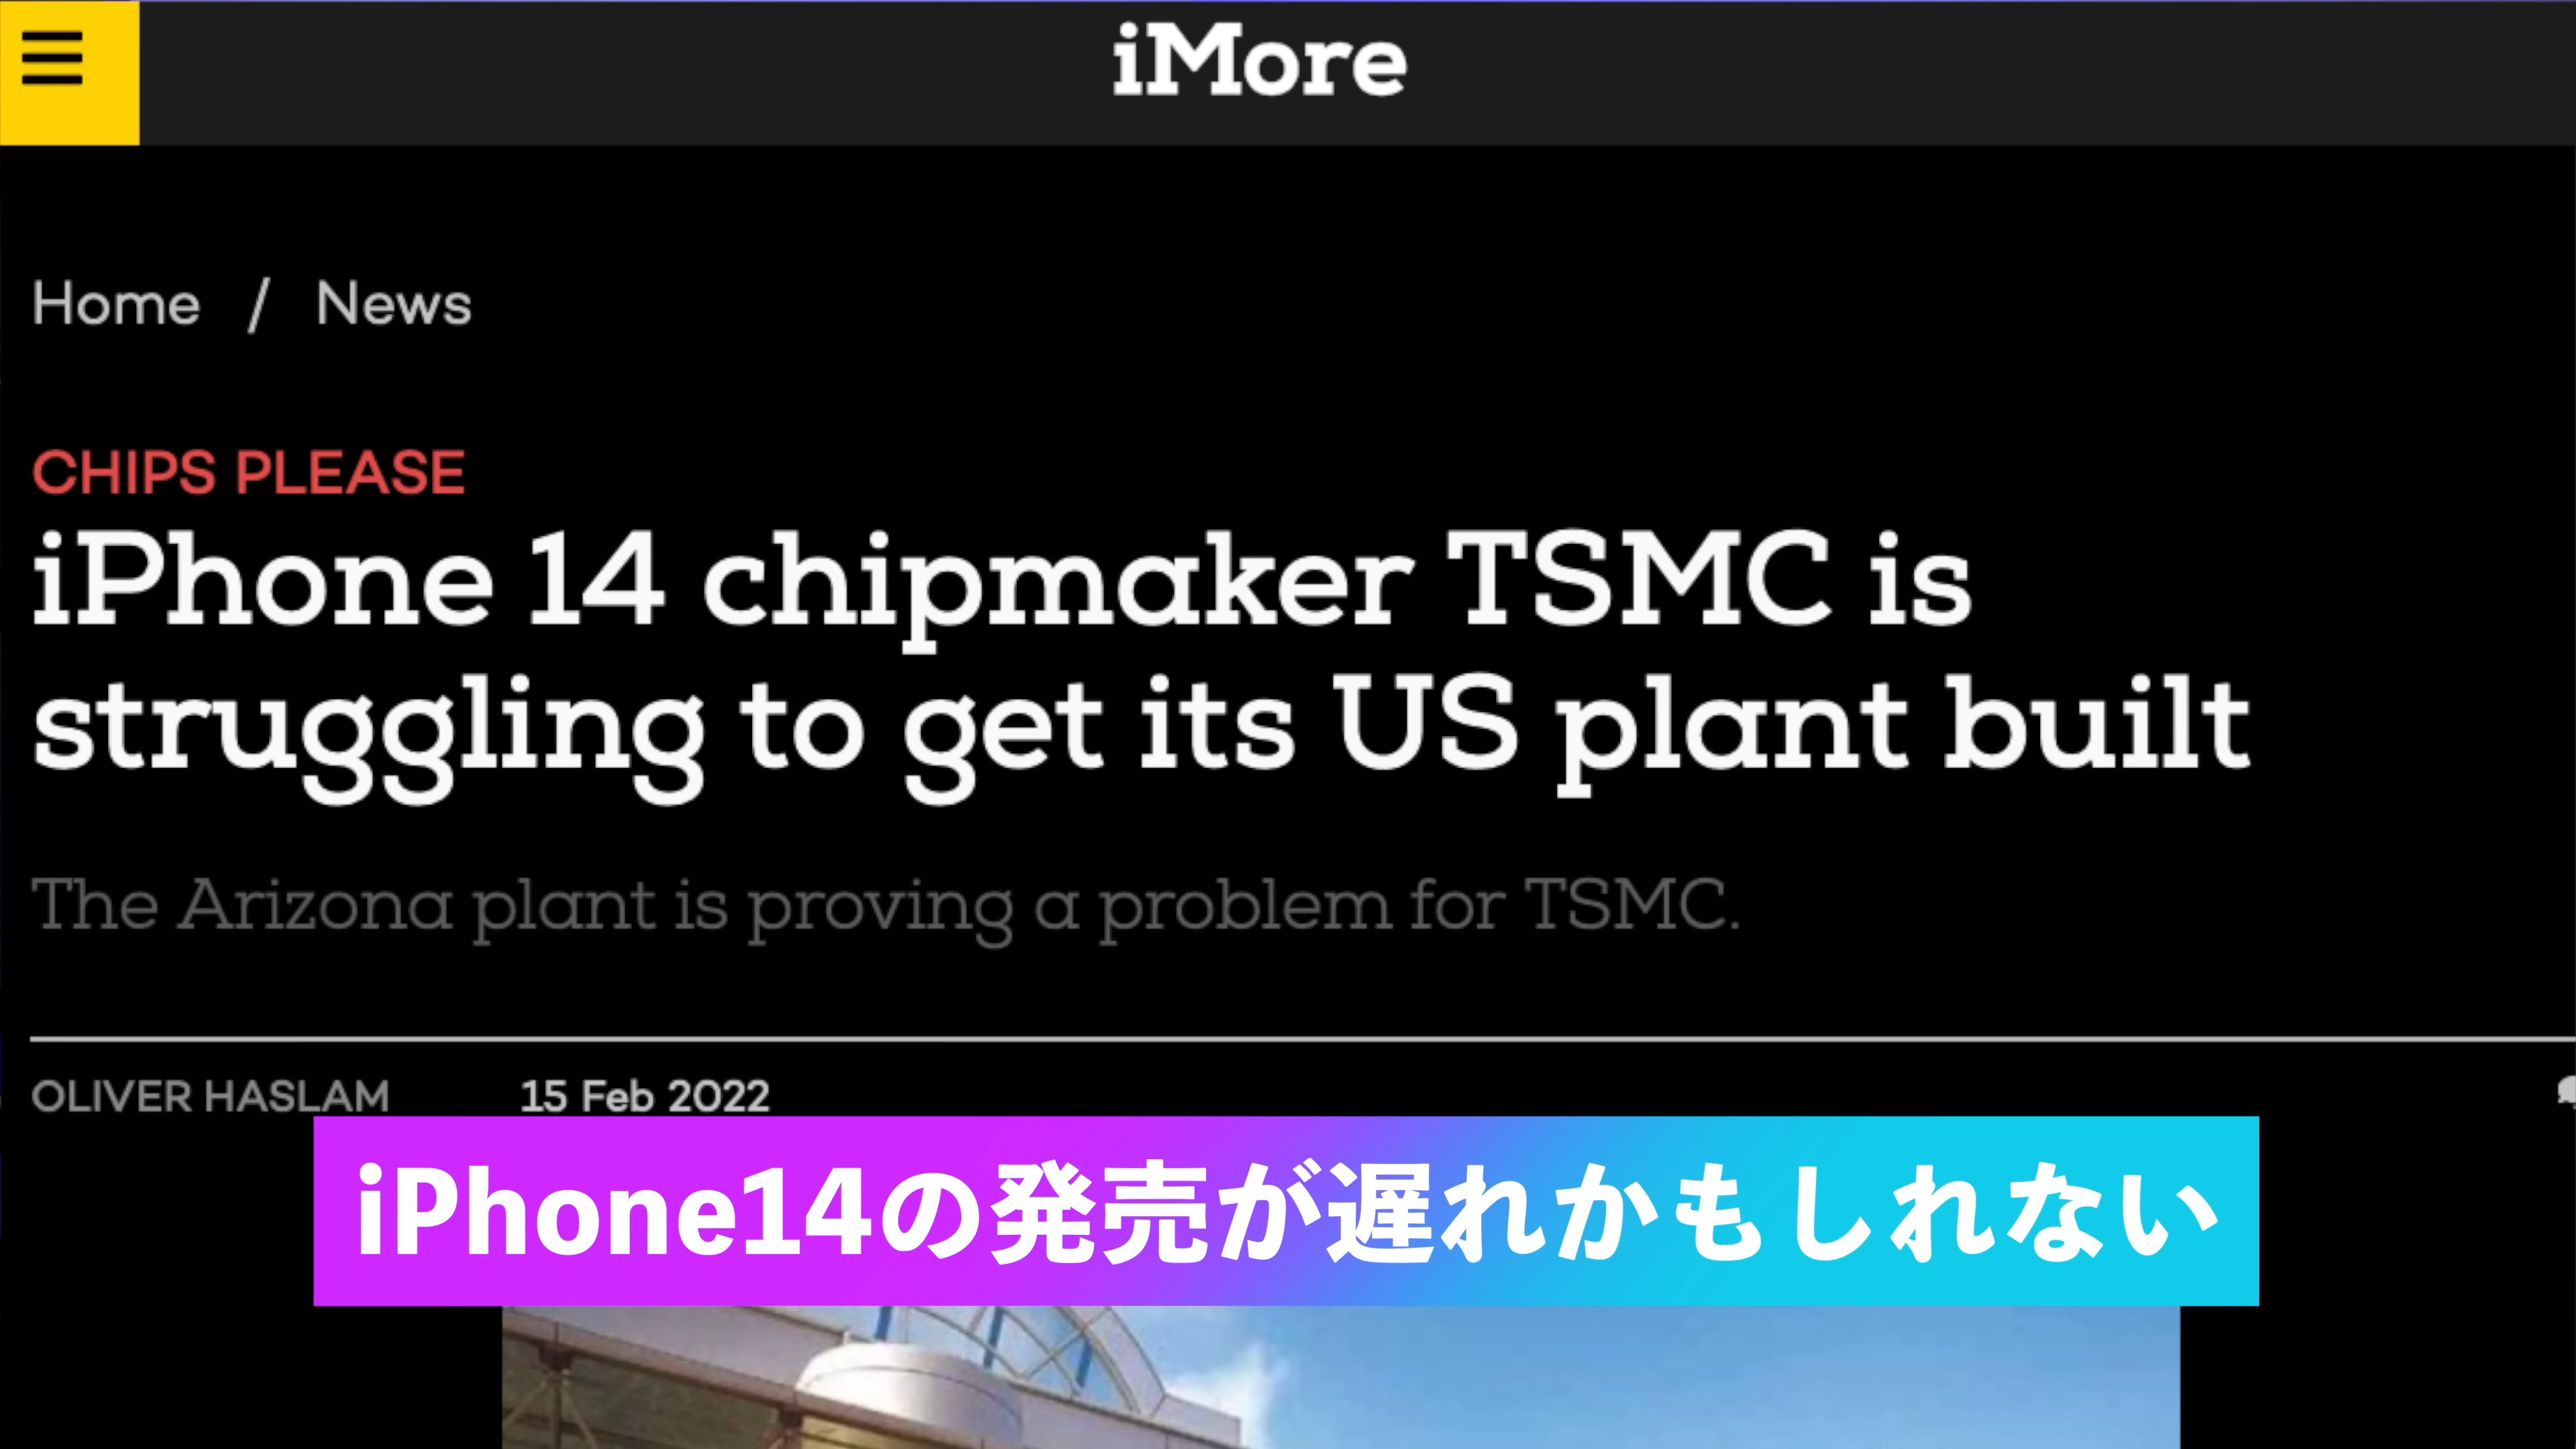 iMore
Home / News
CHIPS PLEASE
iPhone 14 chipmaker TSMC is
struggling to get its US plant built
The Arizona plant is proving a problem for TSMC.
OLIVER HASLAM 15 Feb 2022
iPhone14の発売が遅れかもしれない